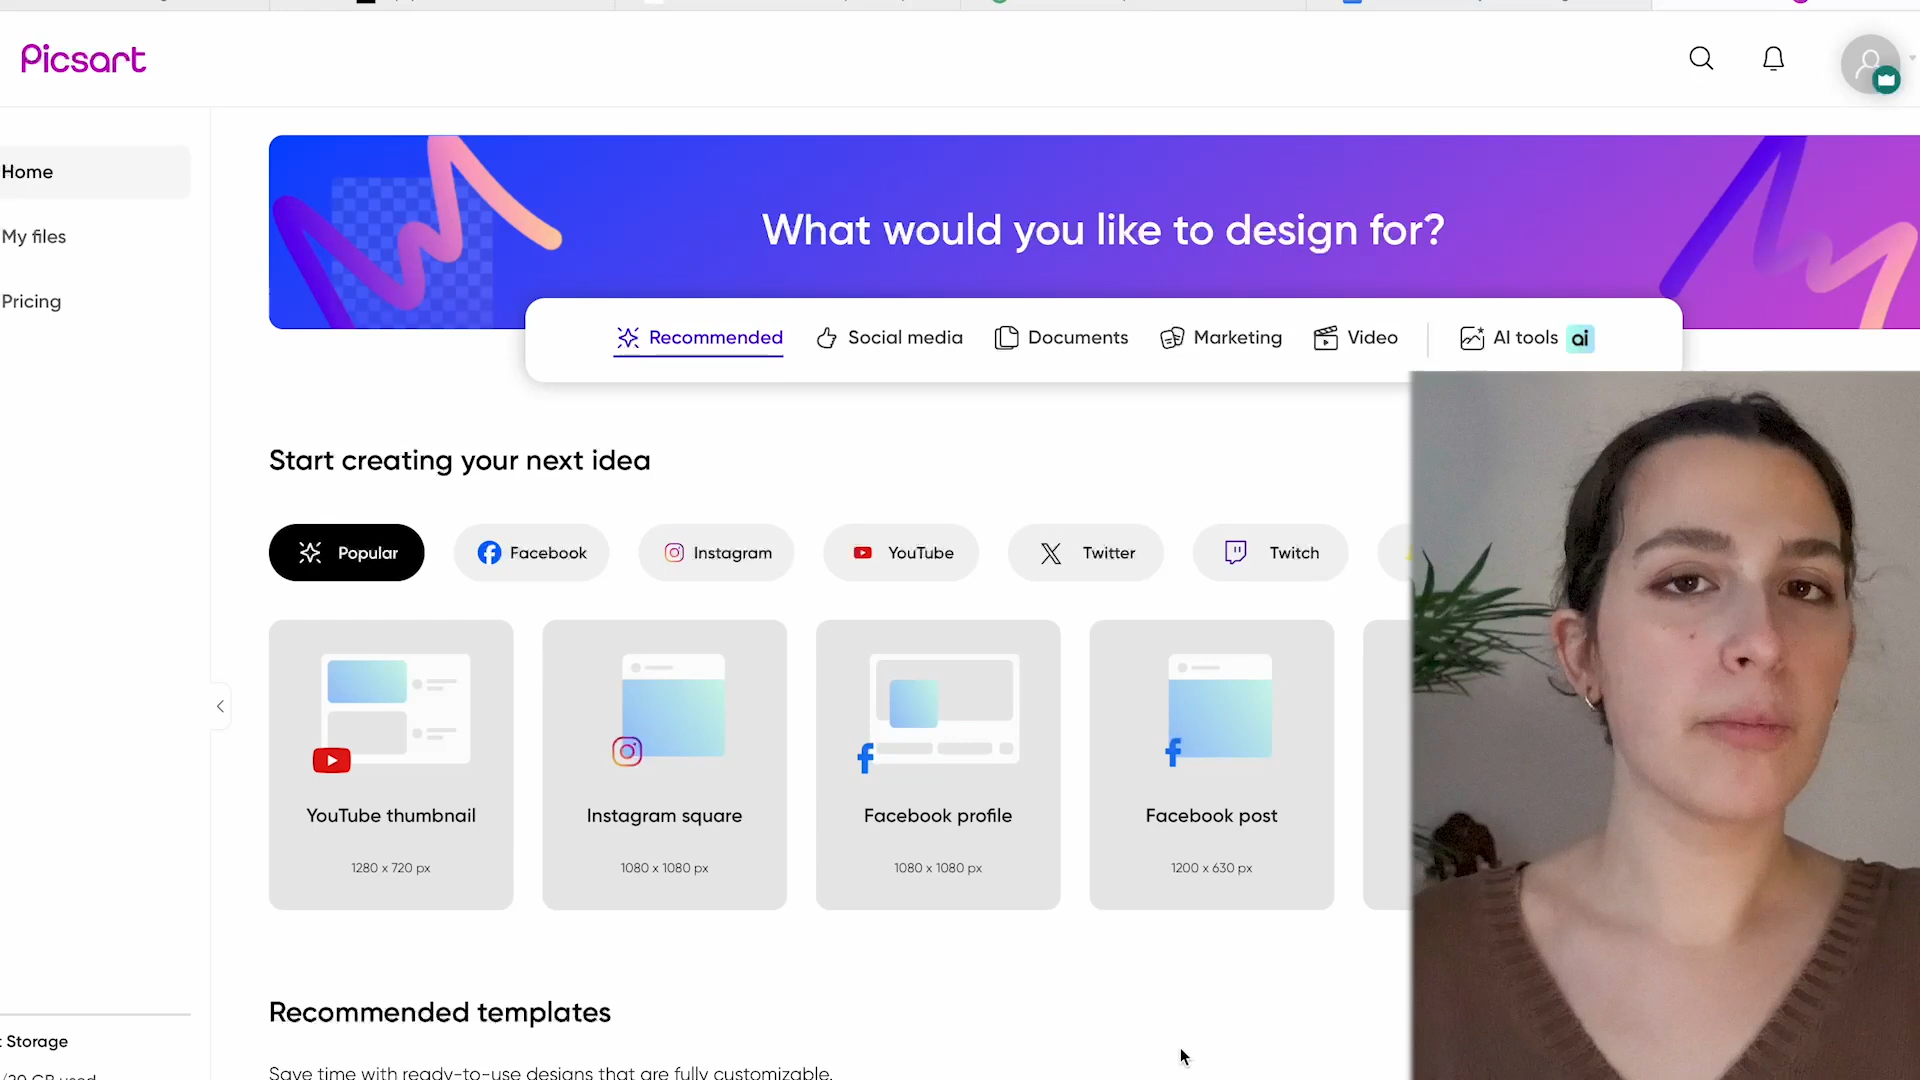 Picsart
Home
My files
Pricing
What would you like to design for?
Recommended
Social media
Documents
Marketing
Video
AI tools
ai
Start creating your next idea
Popular
Facebook
Instagram
YouTube
Twitter
Twitch
YouTube thumbnail
1280 x 720 px
Instagram square
1080 x 1080 px
Facebook profile
1080 x 1080 px
Facebook post
1200 x 630 px
Recommended templates
Save time with ready-to-use designs that are fully customizable.
Storage